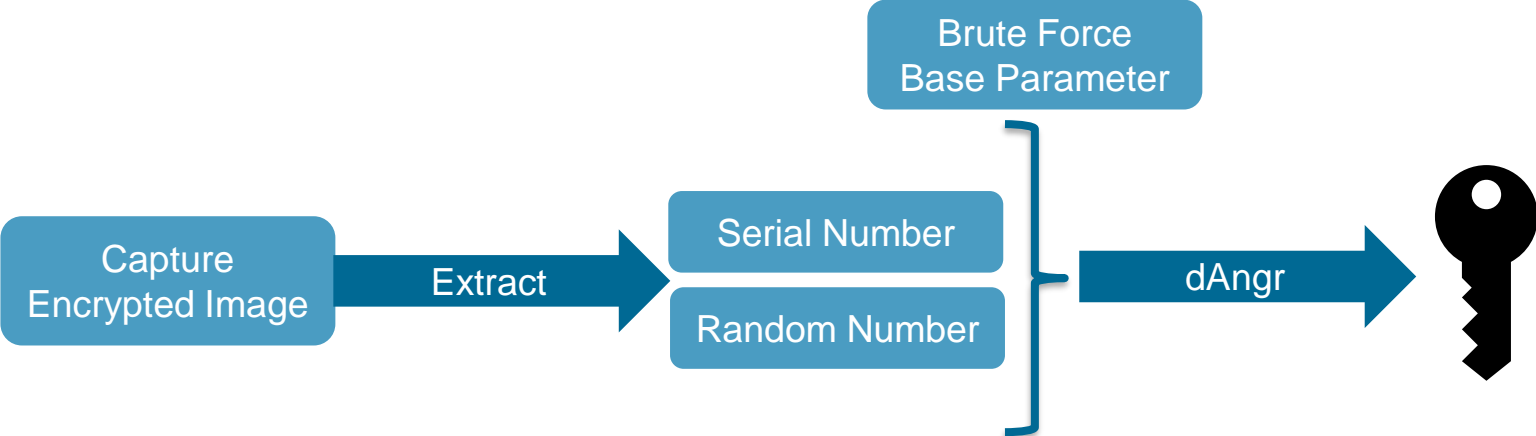 Brute Force
Base Parameter
Capture
Encrypted Image
Extract
Serial Number
Random Number
dAngr